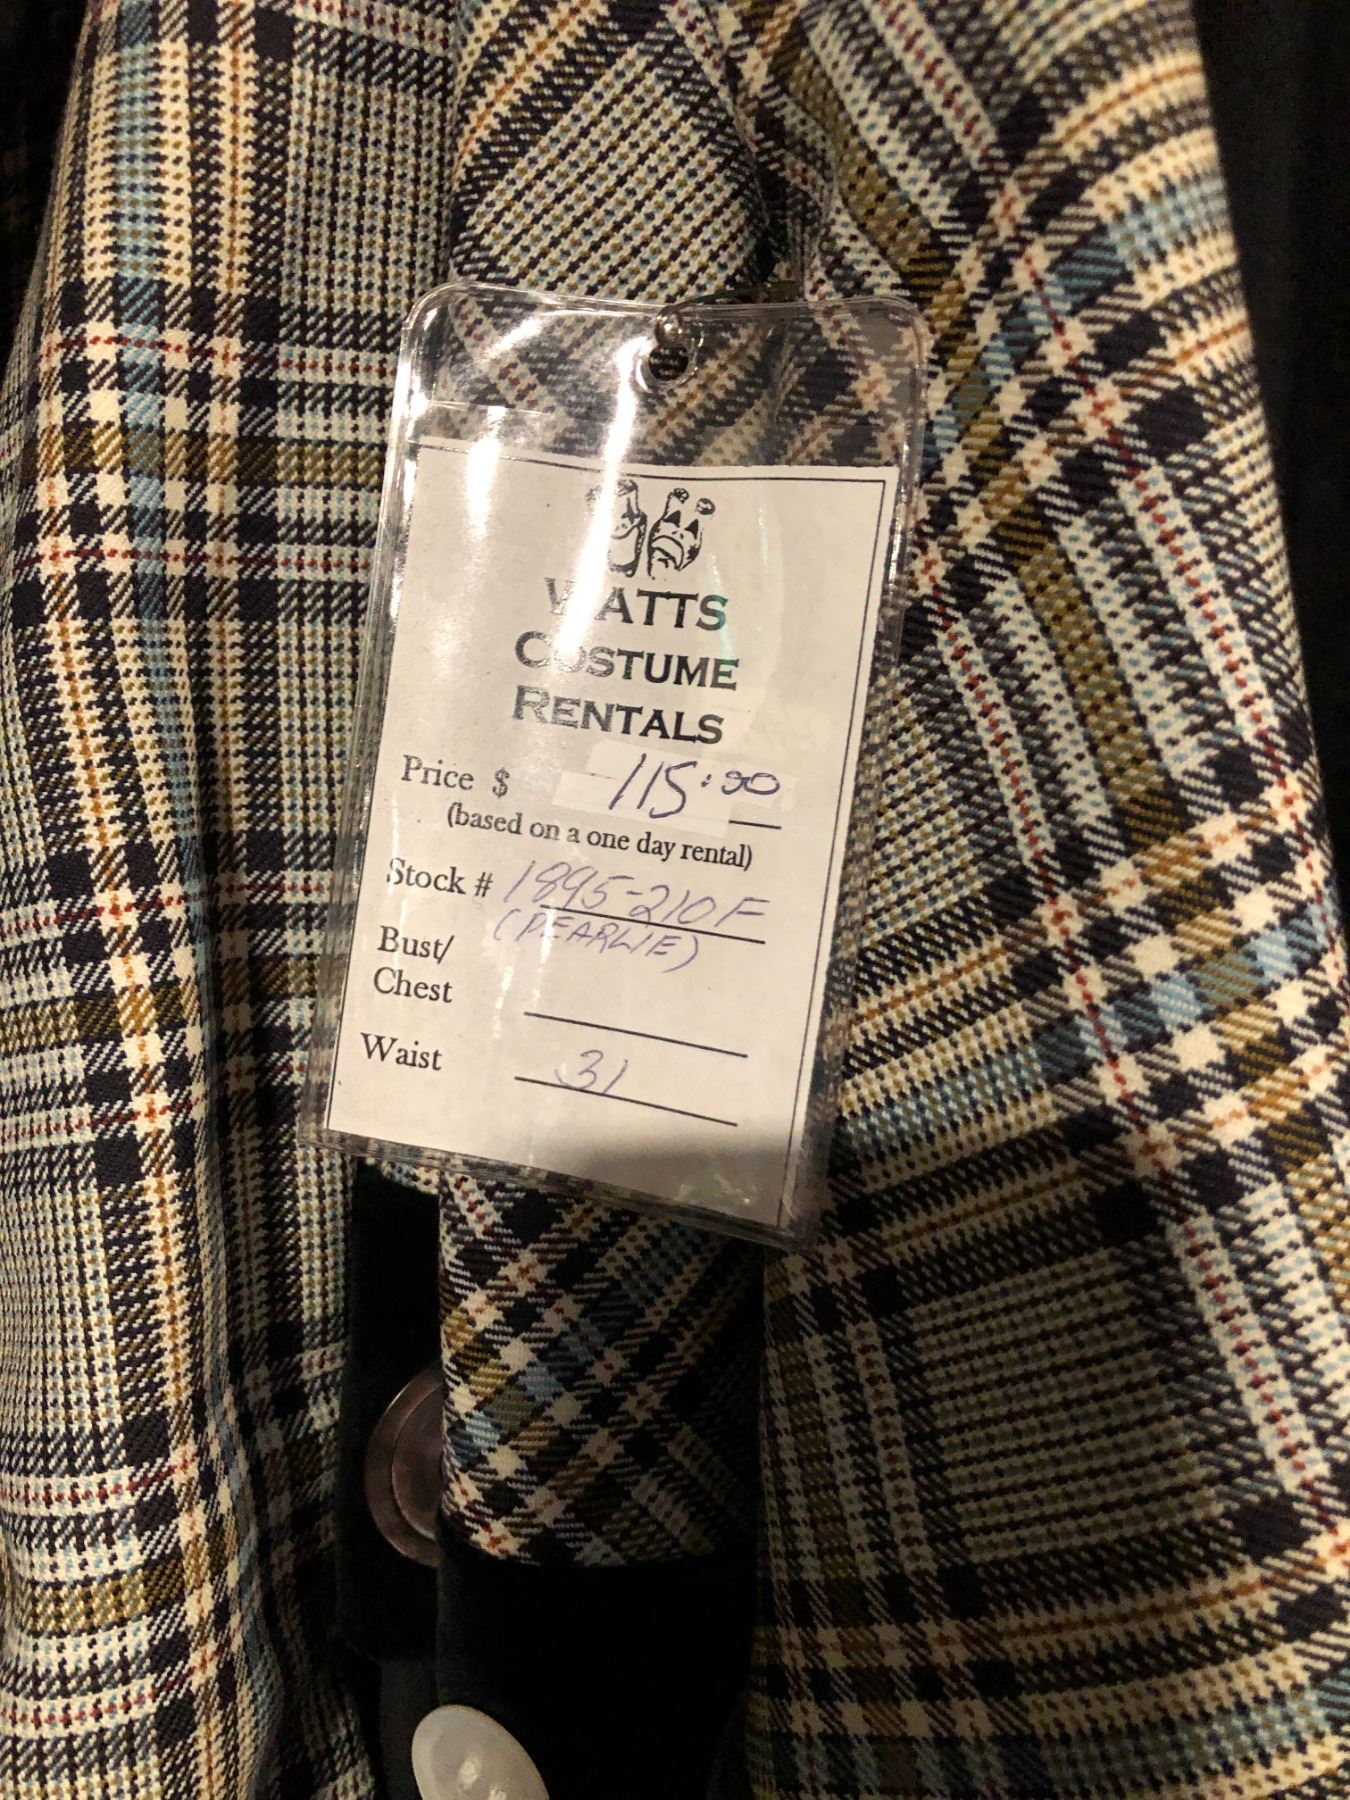 WATTS
COSTUME
RENTALS
Price $ 115.00
(based on a one day rental)
Stock # 1895-210F
(PEARLIE)
Bust/
Chest
Waist 31